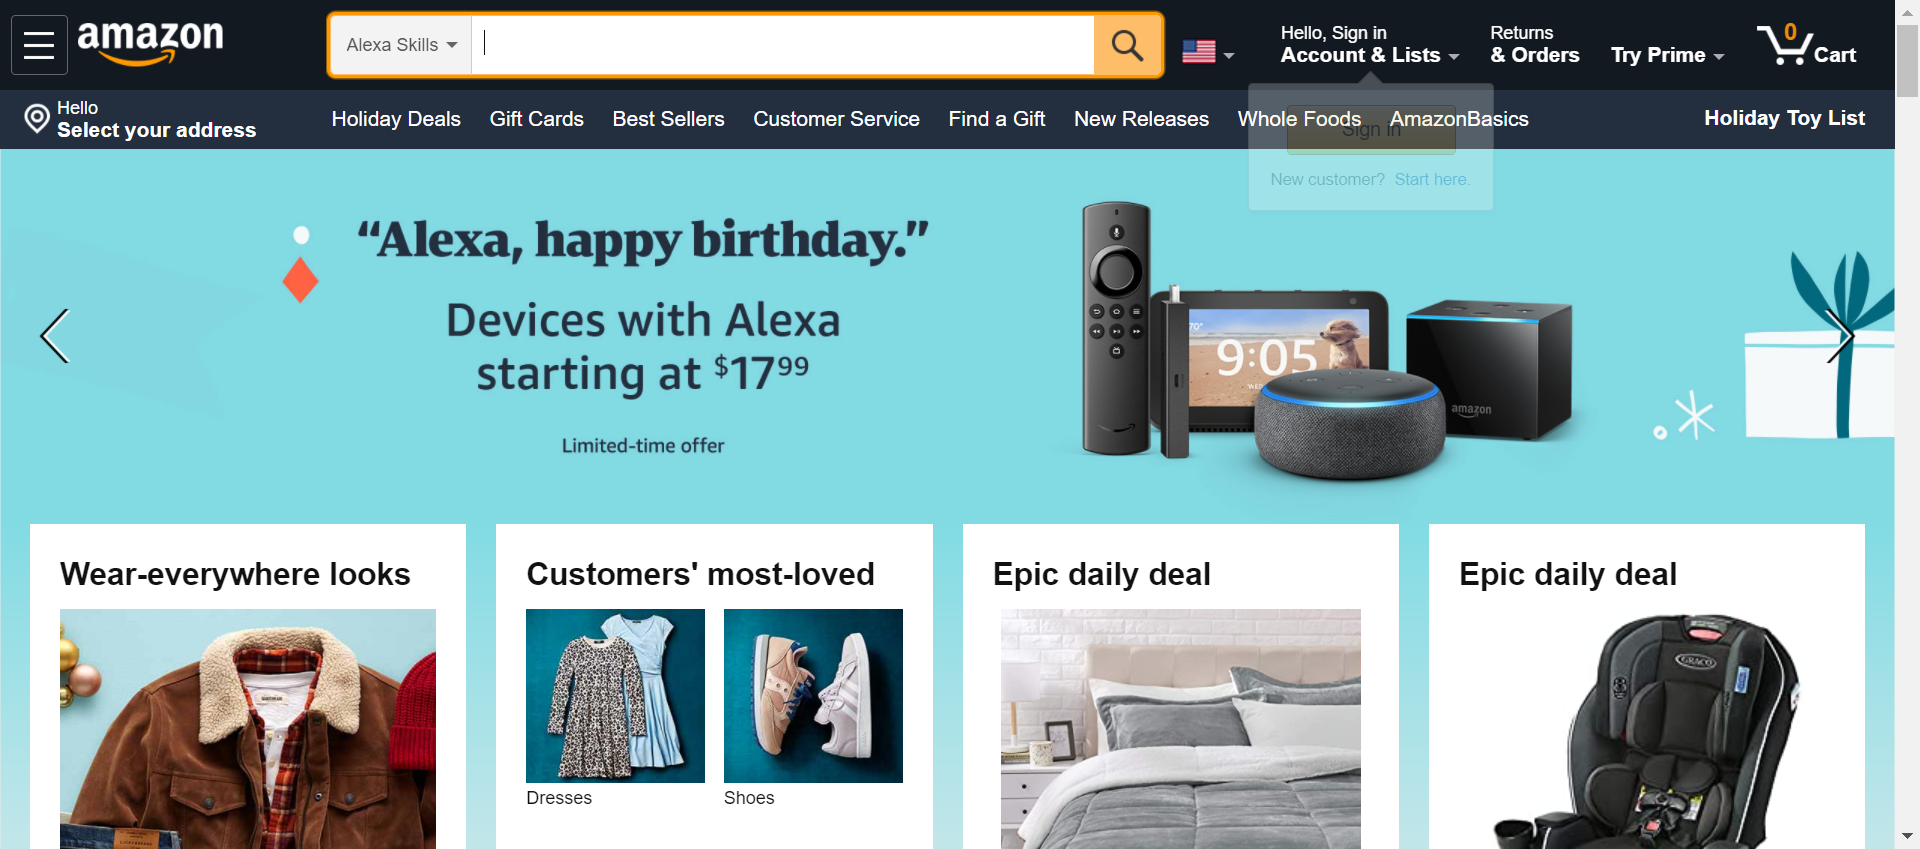 amazon
Alexa Skills
Hello, Sign in
Account & Lists
Returns
& Orders
Try Prime
0
Cart
Hello
Select your address
Holiday Deals
Gift Cards
Best Sellers
Customer Service
Find a Gift
New Releases
Whole Foods
AmazonBasics
Holiday Toy List
Sign in
New customer? Start here.
“Alexa, happy birthday.”
Devices with Alexa
starting at $17.99
Limited-time offer
70°
9:05
WED
amazon
Wear-everywhere looks
Customers' most-loved
Dresses
Shoes
Epic daily deal
Epic daily deal
GRACO